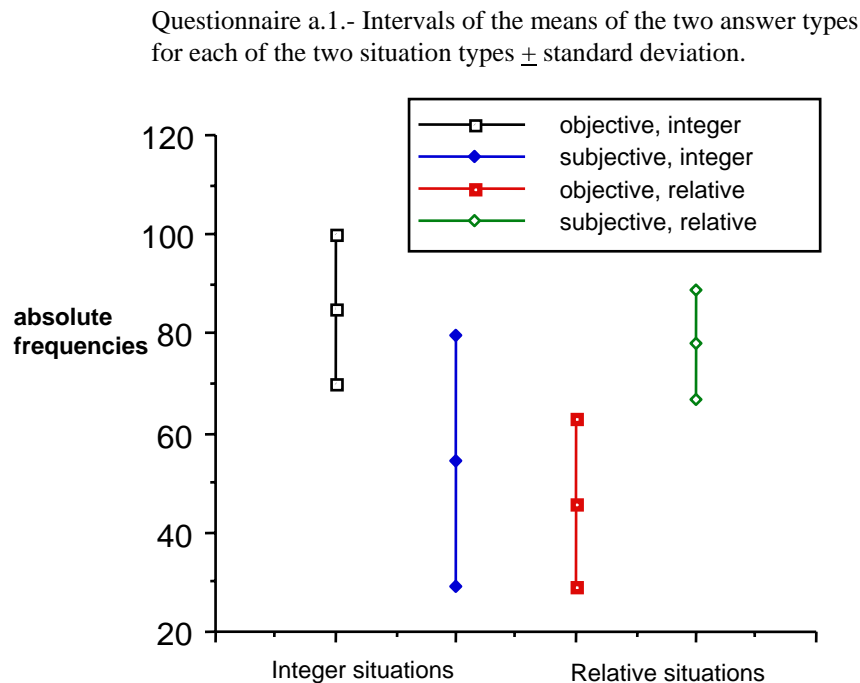 Questionnaire a.1.- Intervals of the means of the two answer types
for each of the two situation types ± standard deviation.
objective, integer
subjective, integer
objective, relative
subjective, relative
120
100
80
60
40
20
absolute
frequencies
Integer situations
Relative situations